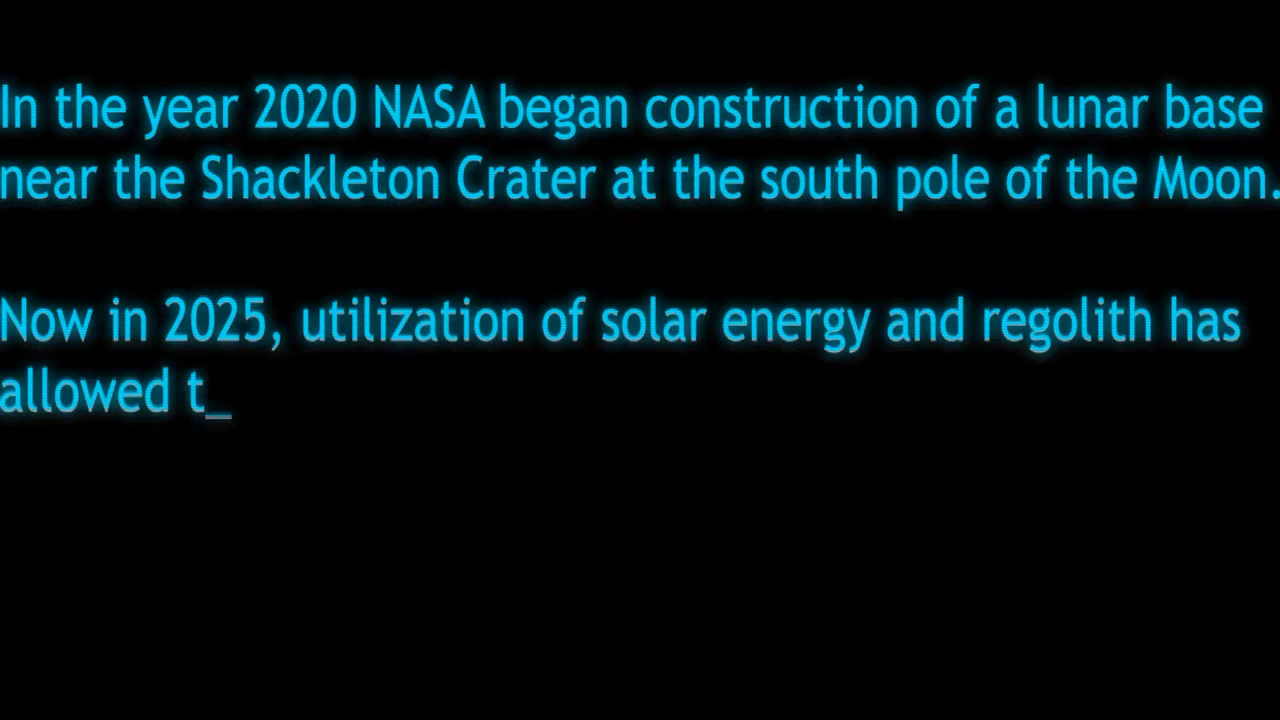 In the year 2020 NASA began construction of a lunar base
near the Shackleton Crater at the south pole of the Moon.
Now in 2025, utilization of solar energy and regolith has
allowed t_